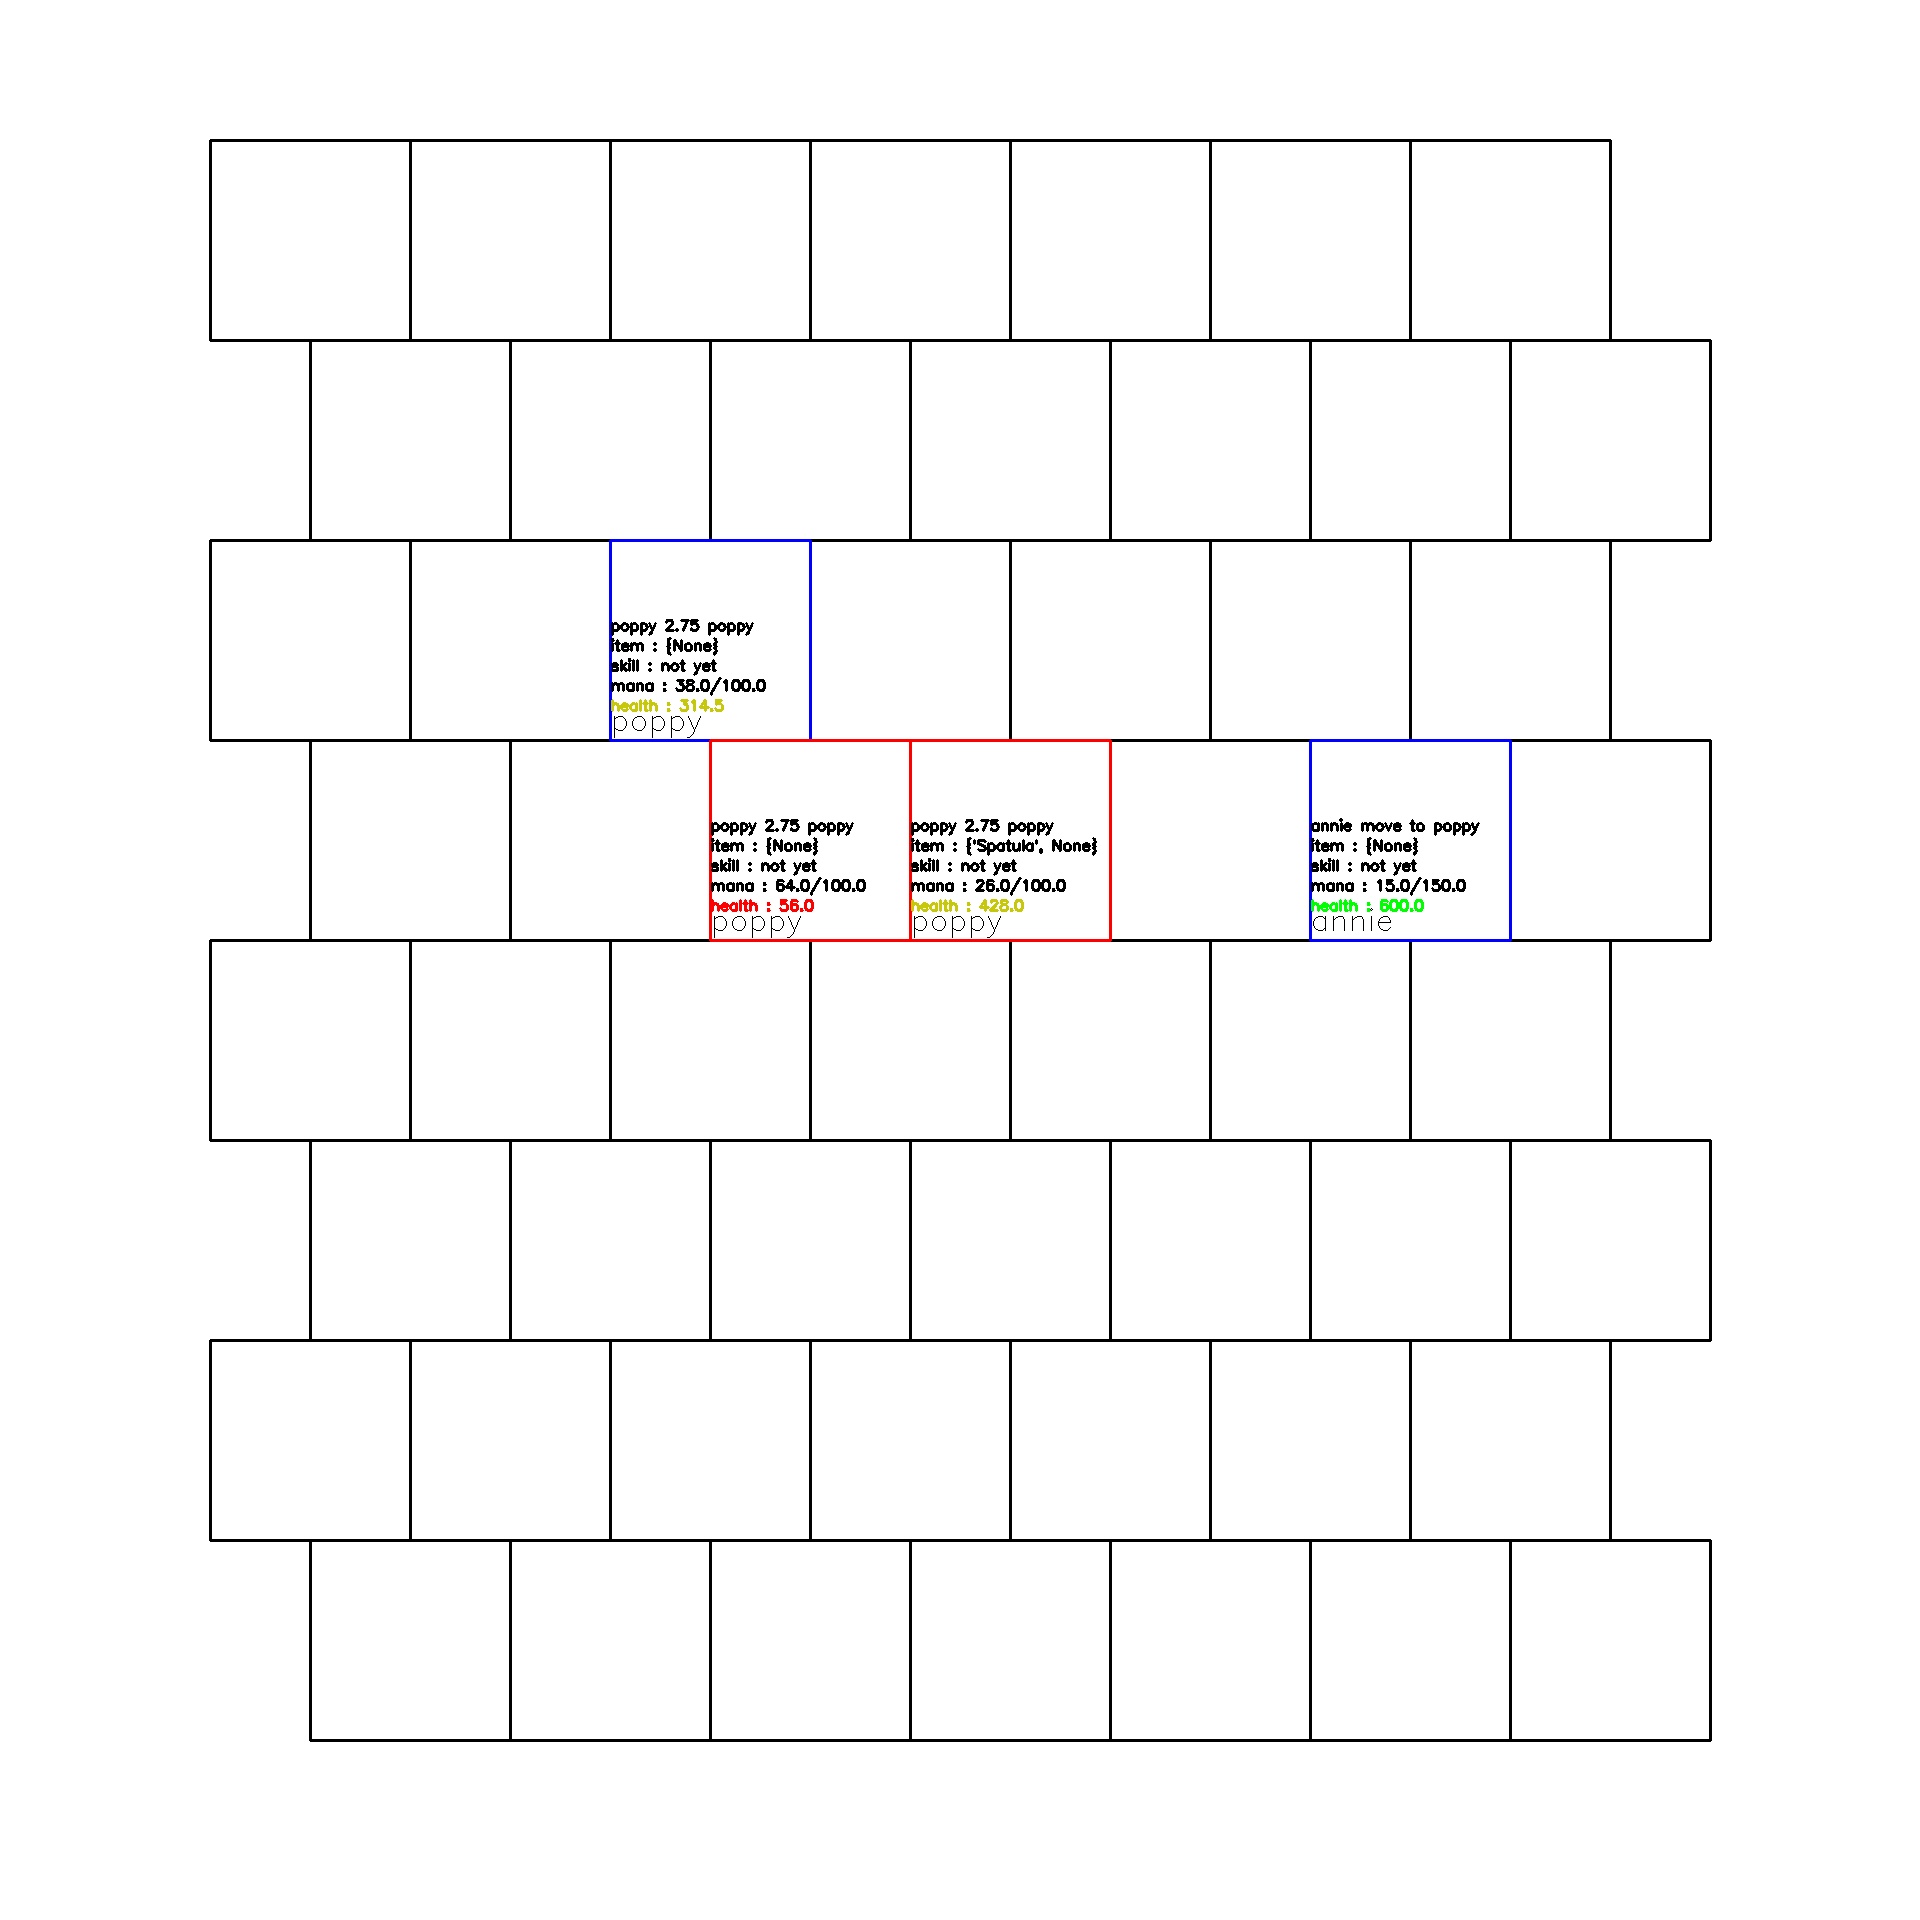 poppy 2.75 poppy
item : {None}
skill : not yet
mana : 38.0/100.0
health : 314.5
poppy
poppy 2.75 poppy
item : {None}
skill : not yet
mana : 64.0/100.0
health : 56.0
poppy
poppy 2.75 poppy
item : {'Spatula', None}
skill : not yet
mana : 26.0/100.0
health : 428.0
poppy
annie move to poppy
item : {None}
skill : not yet
mana : 15.0/150.0
health : 600.0
annie